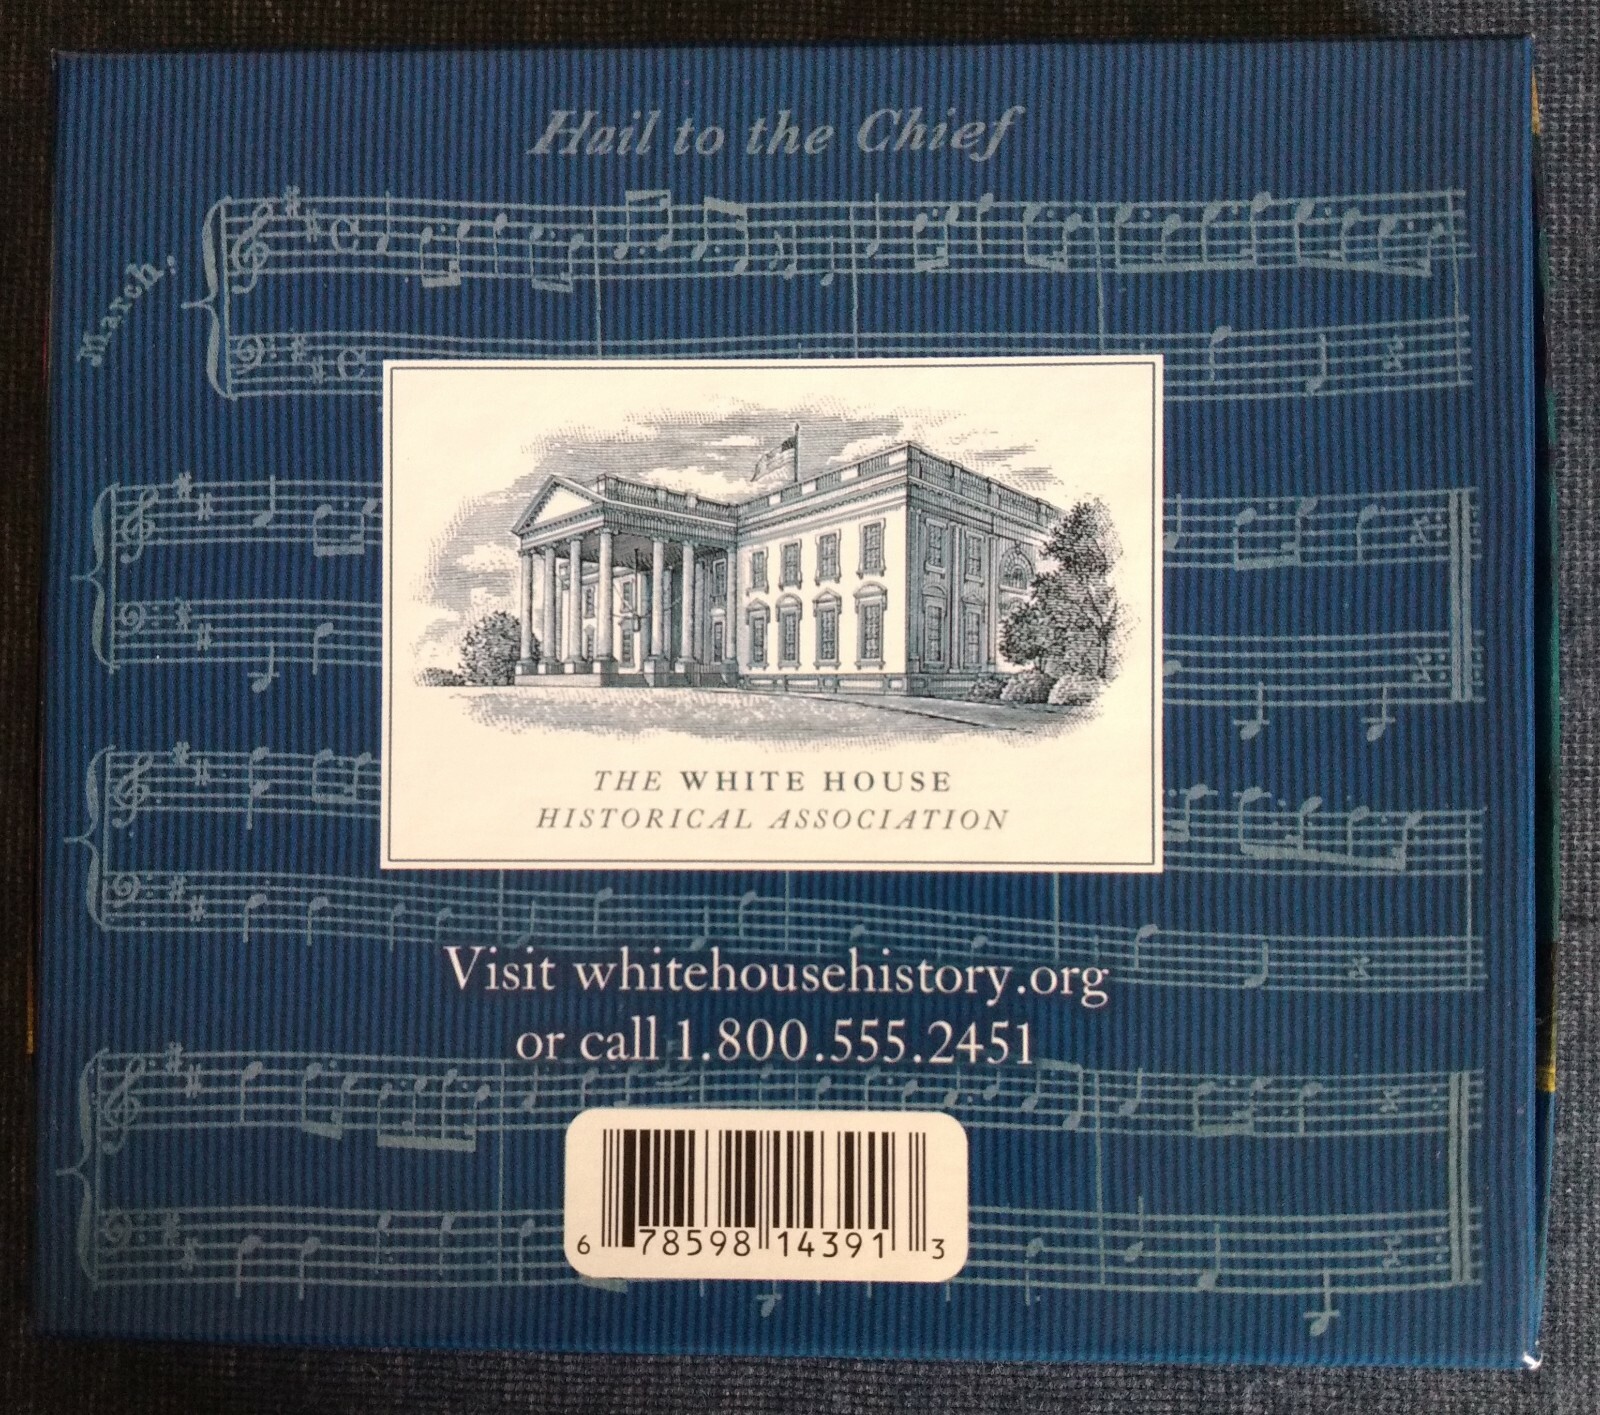 Hail to the Chief
March:
THE WHITE HOUSE
HISTORICAL ASSOCIATION
Visit whitehousehistory.org
or call 1.800.555.2451
6 78598 14391 3